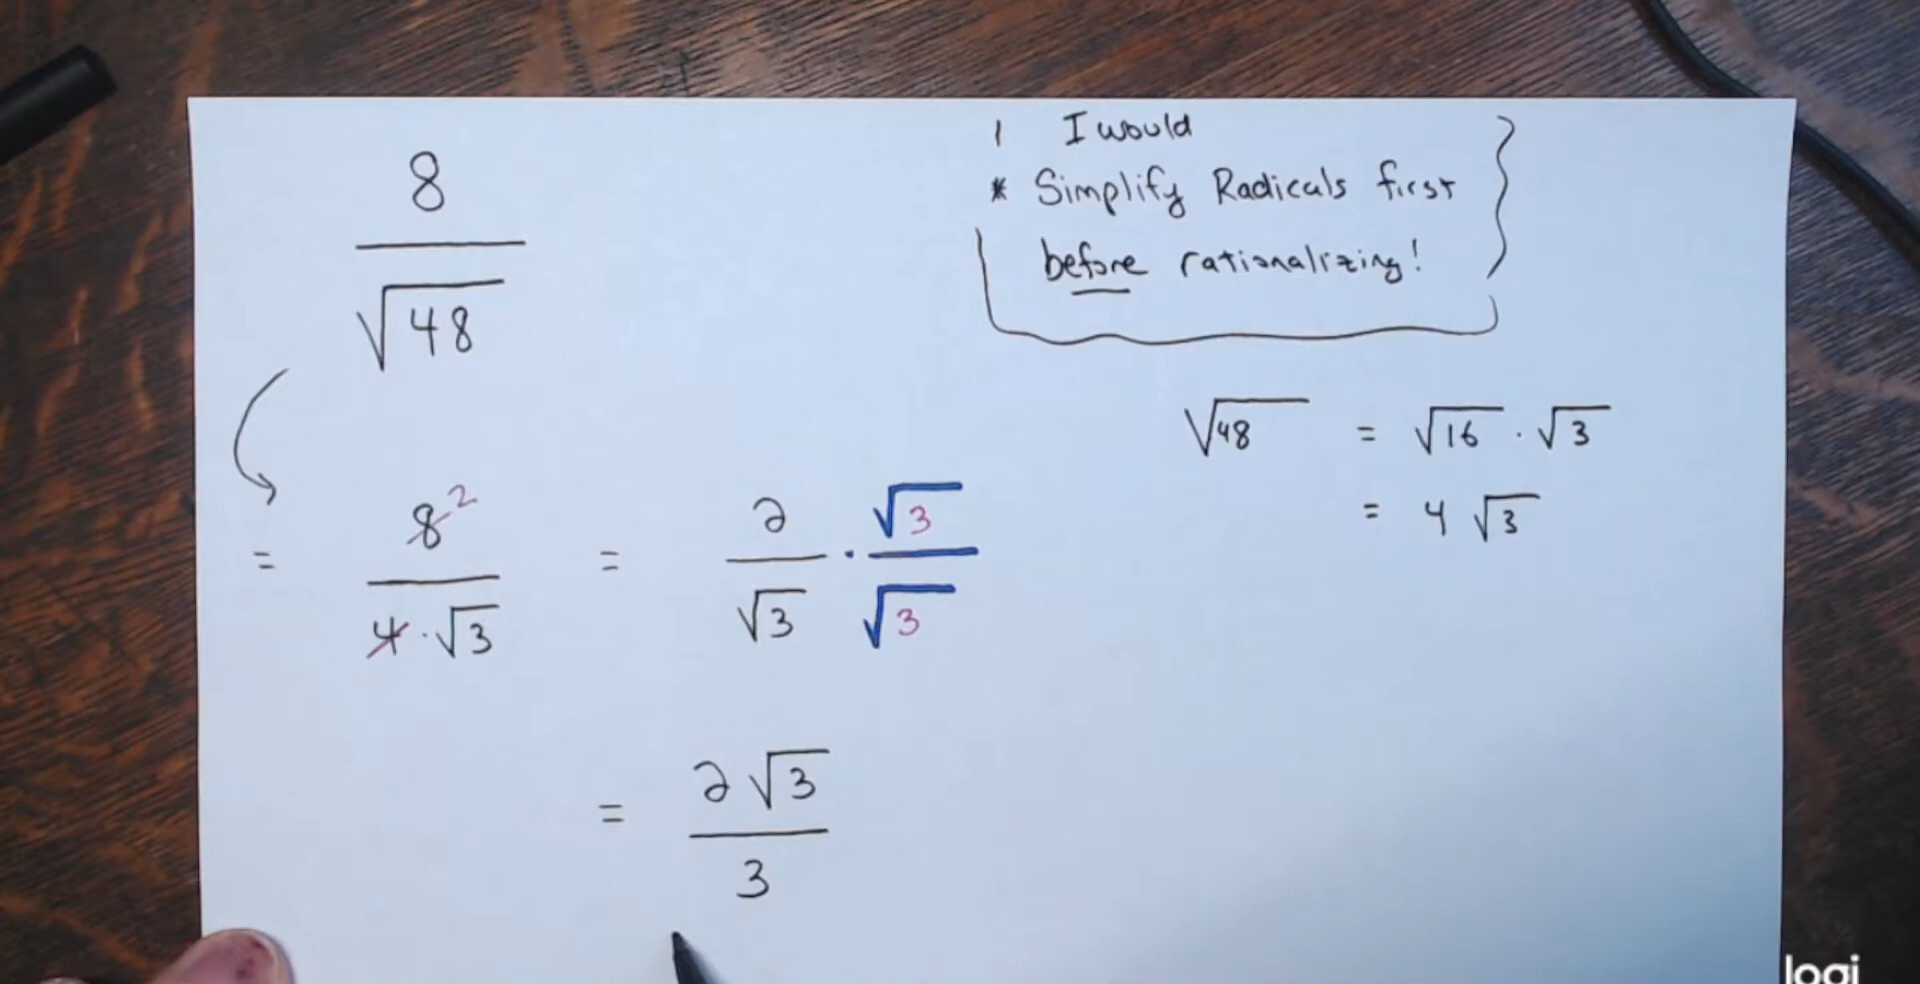 8
√48
I would
* Simplify Radicals first
before rationalizing!
√48 = √16 · √3
= 4 √3
= 8 2 / 4 · √3 = 2 / √3 · √3 / √3
= 2 √3 / 3
logi